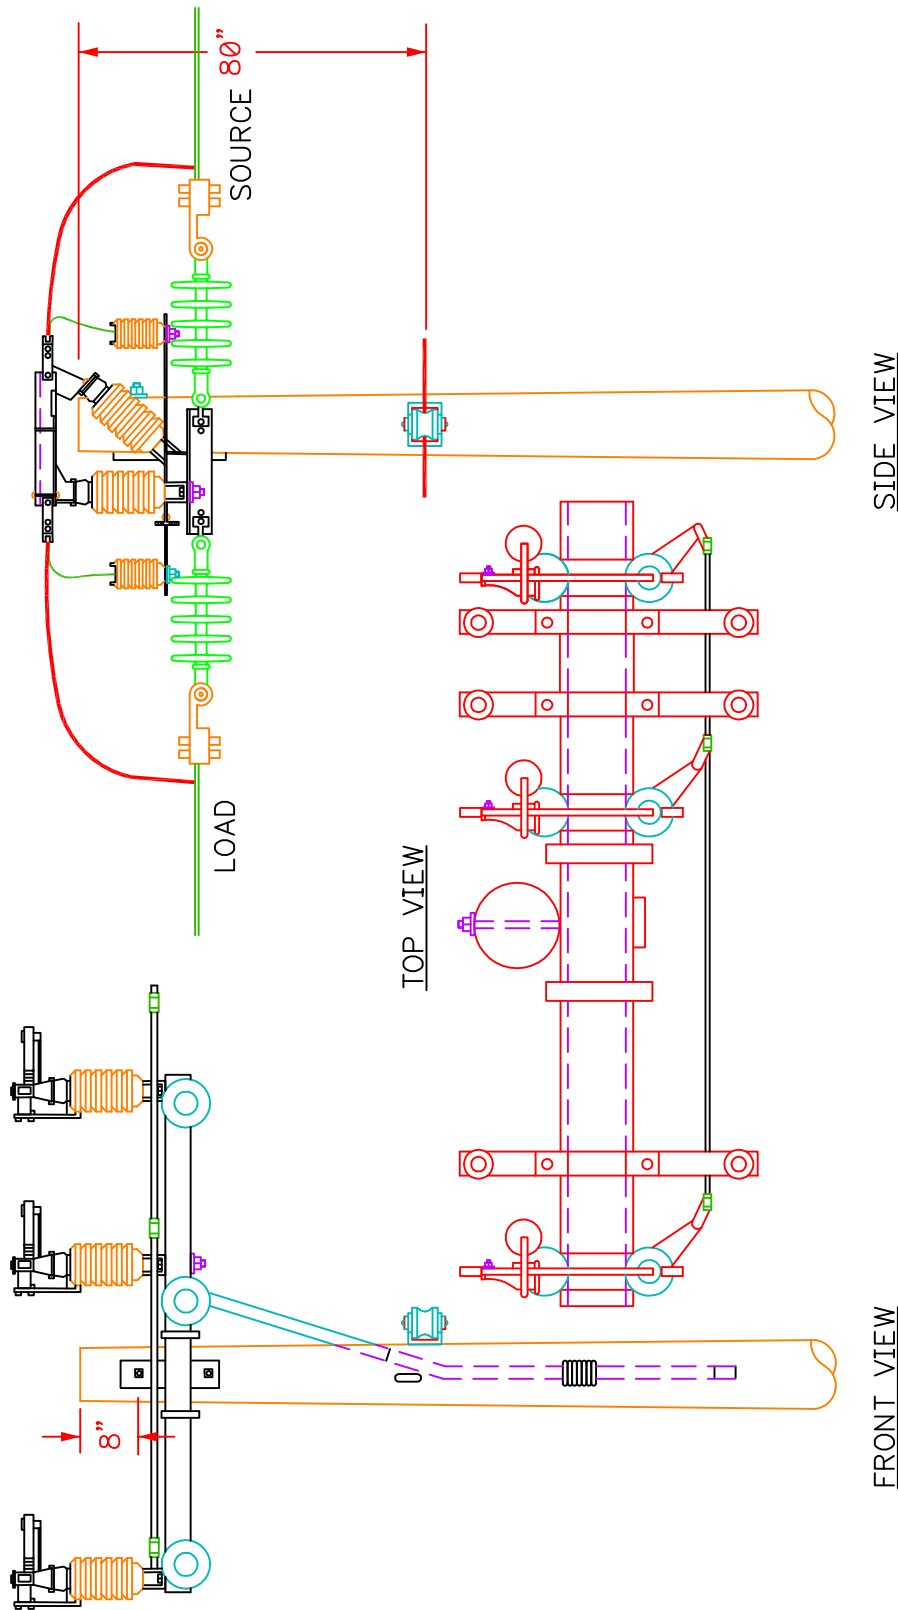 80”
SOURCE
LOAD
SIDE VIEW
TOP VIEW
8”
FRONT VIEW